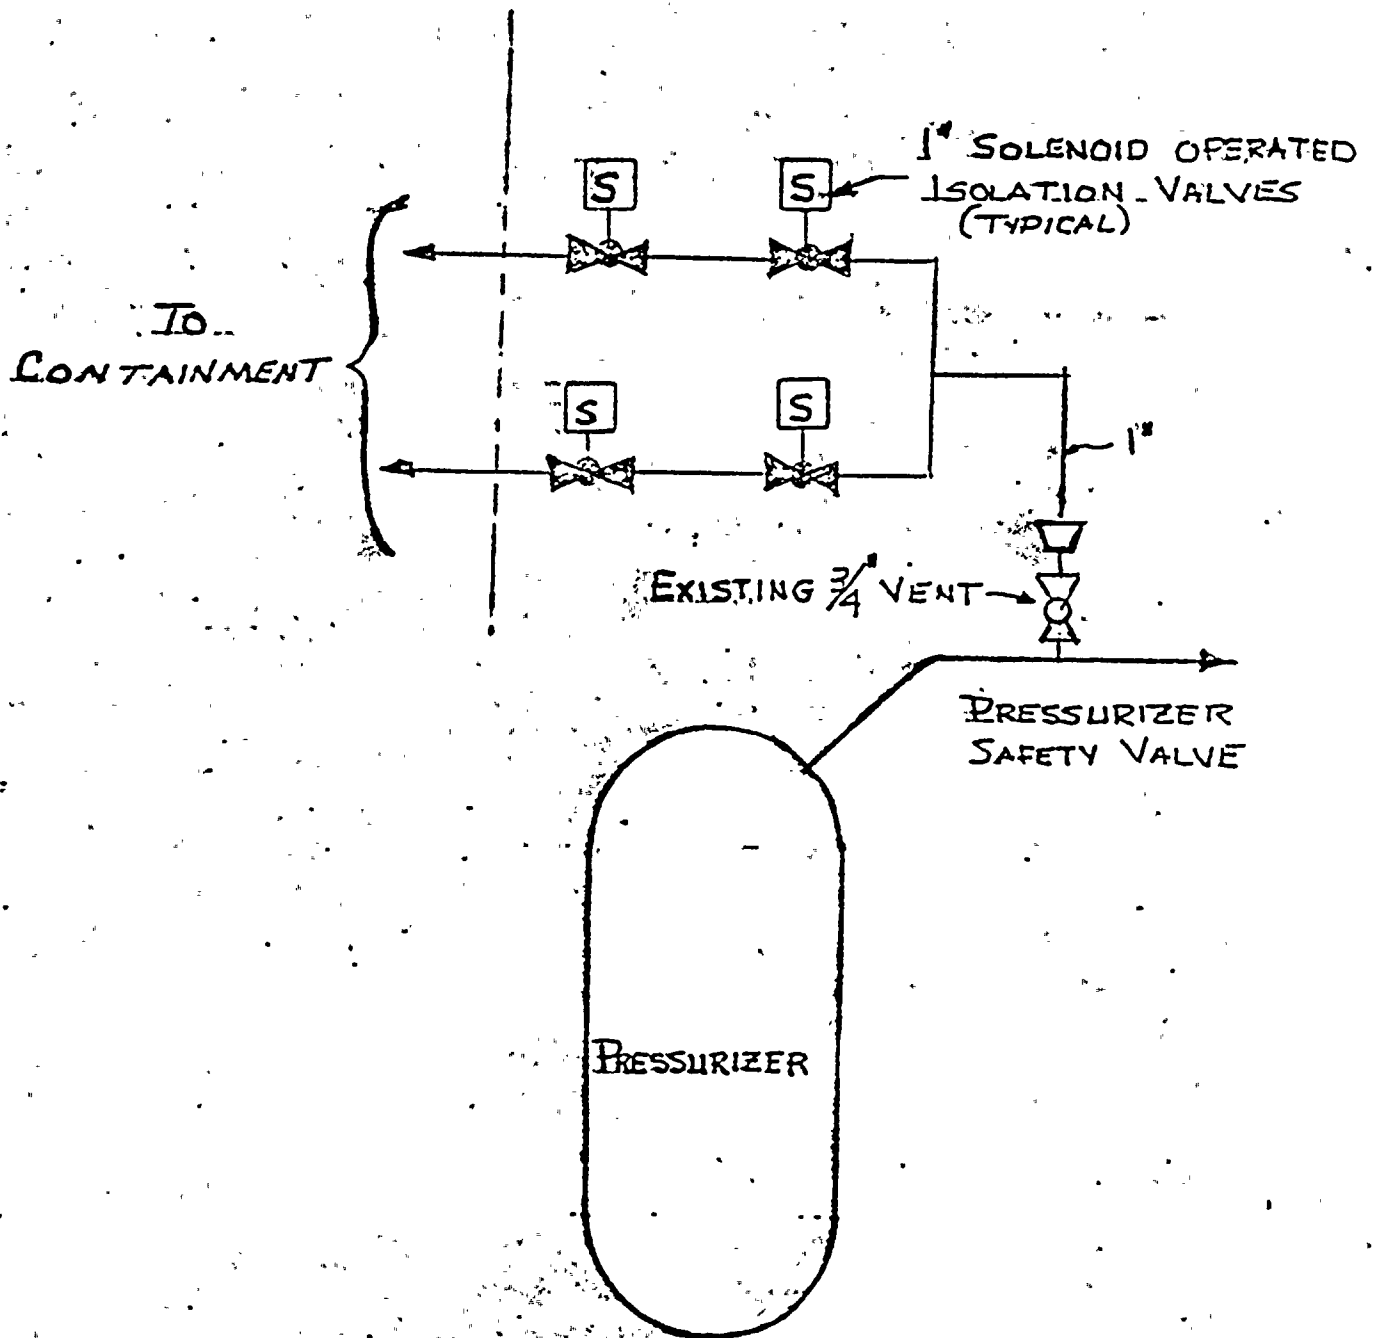 1" SOLENOID OPERATED
ISOLATION VALVES
(TYPICAL)
S
S
TO
CONTAINMENT
S
S
1"
EXISTING 3/4" VENT
PRESSURIZER
SAFETY VALVE
PRESSURIZER